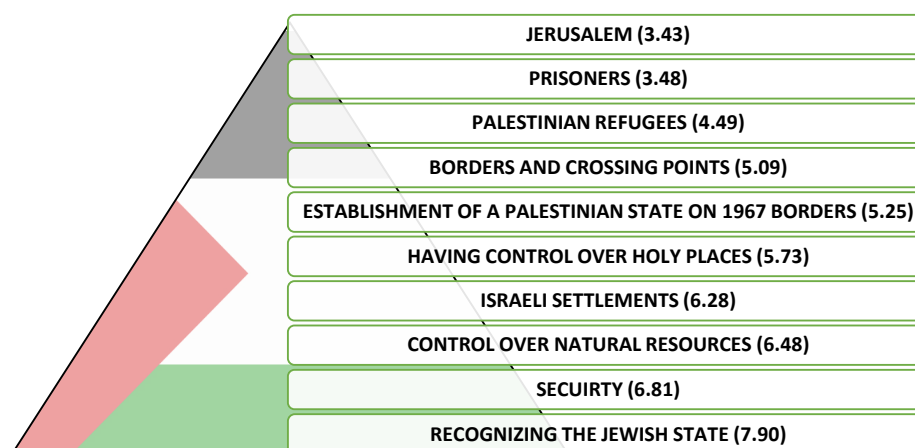 JERUSALEM (3.43)
PRISONERS (3.48)
PALESTINIAN REFUGEES (4.49)
BORDERS AND CROSSING POINTS (5.09)
ESTABLISHMENT OF A PALESTINIAN STATE ON 1967 BORDERS (5.25)
HAVING CONTROL OVER HOLY PLACES (5.73)
ISRAELI SETTLEMENTS (6.28)
CONTROL OVER NATURAL RESOURCES (6.48)
SECUIRTY (6.81)
RECOGNIZING THE JEWISH STATE (7.90)